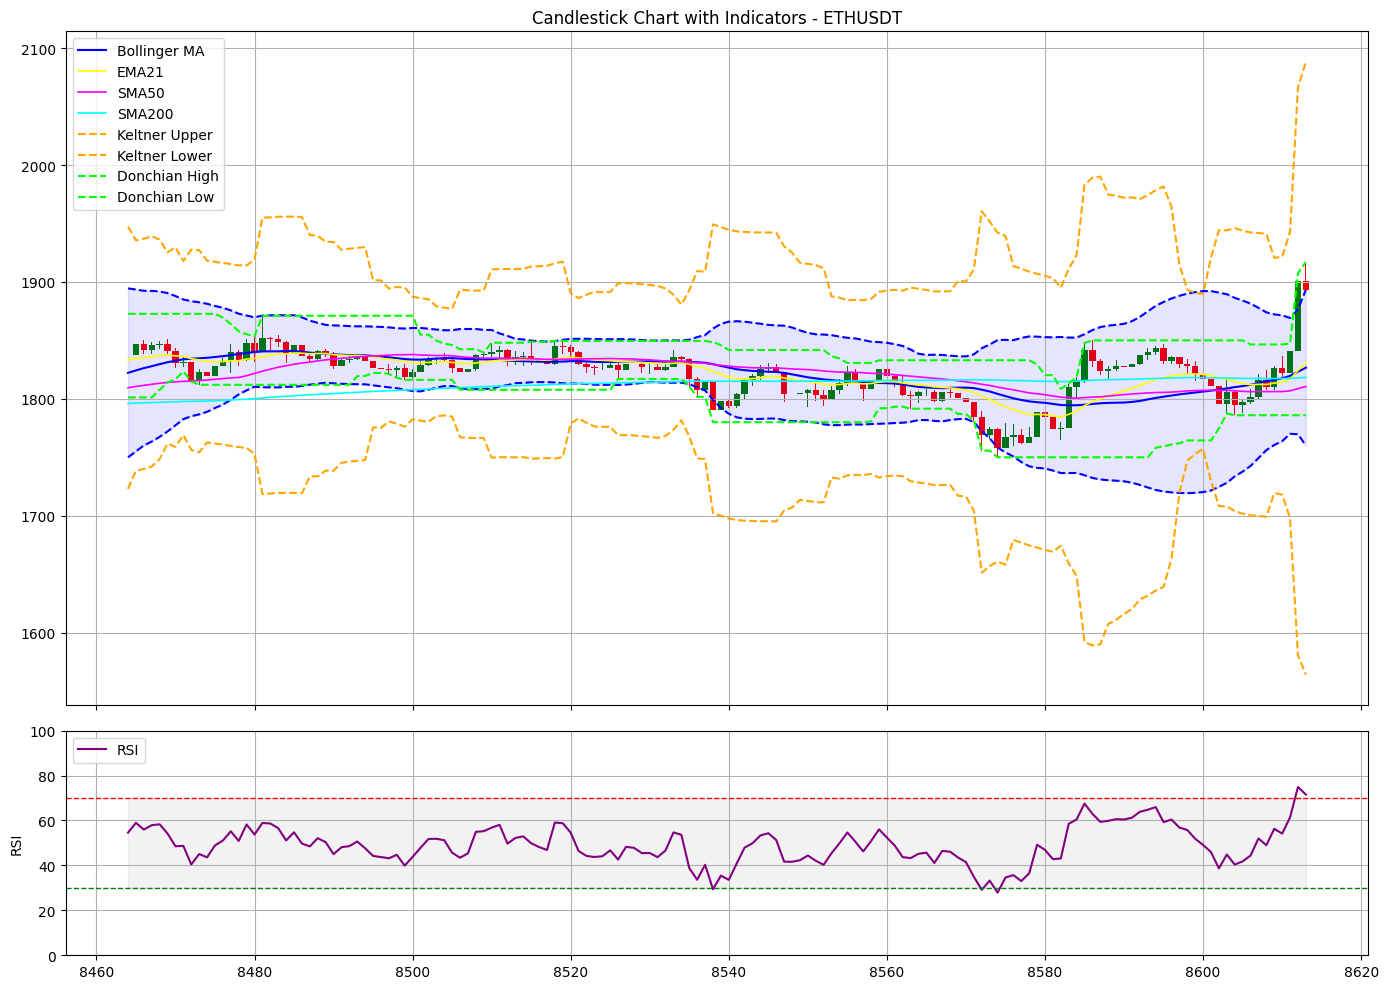 Candlestick Chart with Indicators - ETHUSDT
2100
2000
1900
1800
1700
1600
Bollinger MA
EMA21
SMA50
SMA200
Keltner Upper
Keltner Lower
Donchian High
Donchian Low
100
80
60
40
20
0
RSI
RSI
8460 8480 8500 8520 8540 8560 8580 8600 8620